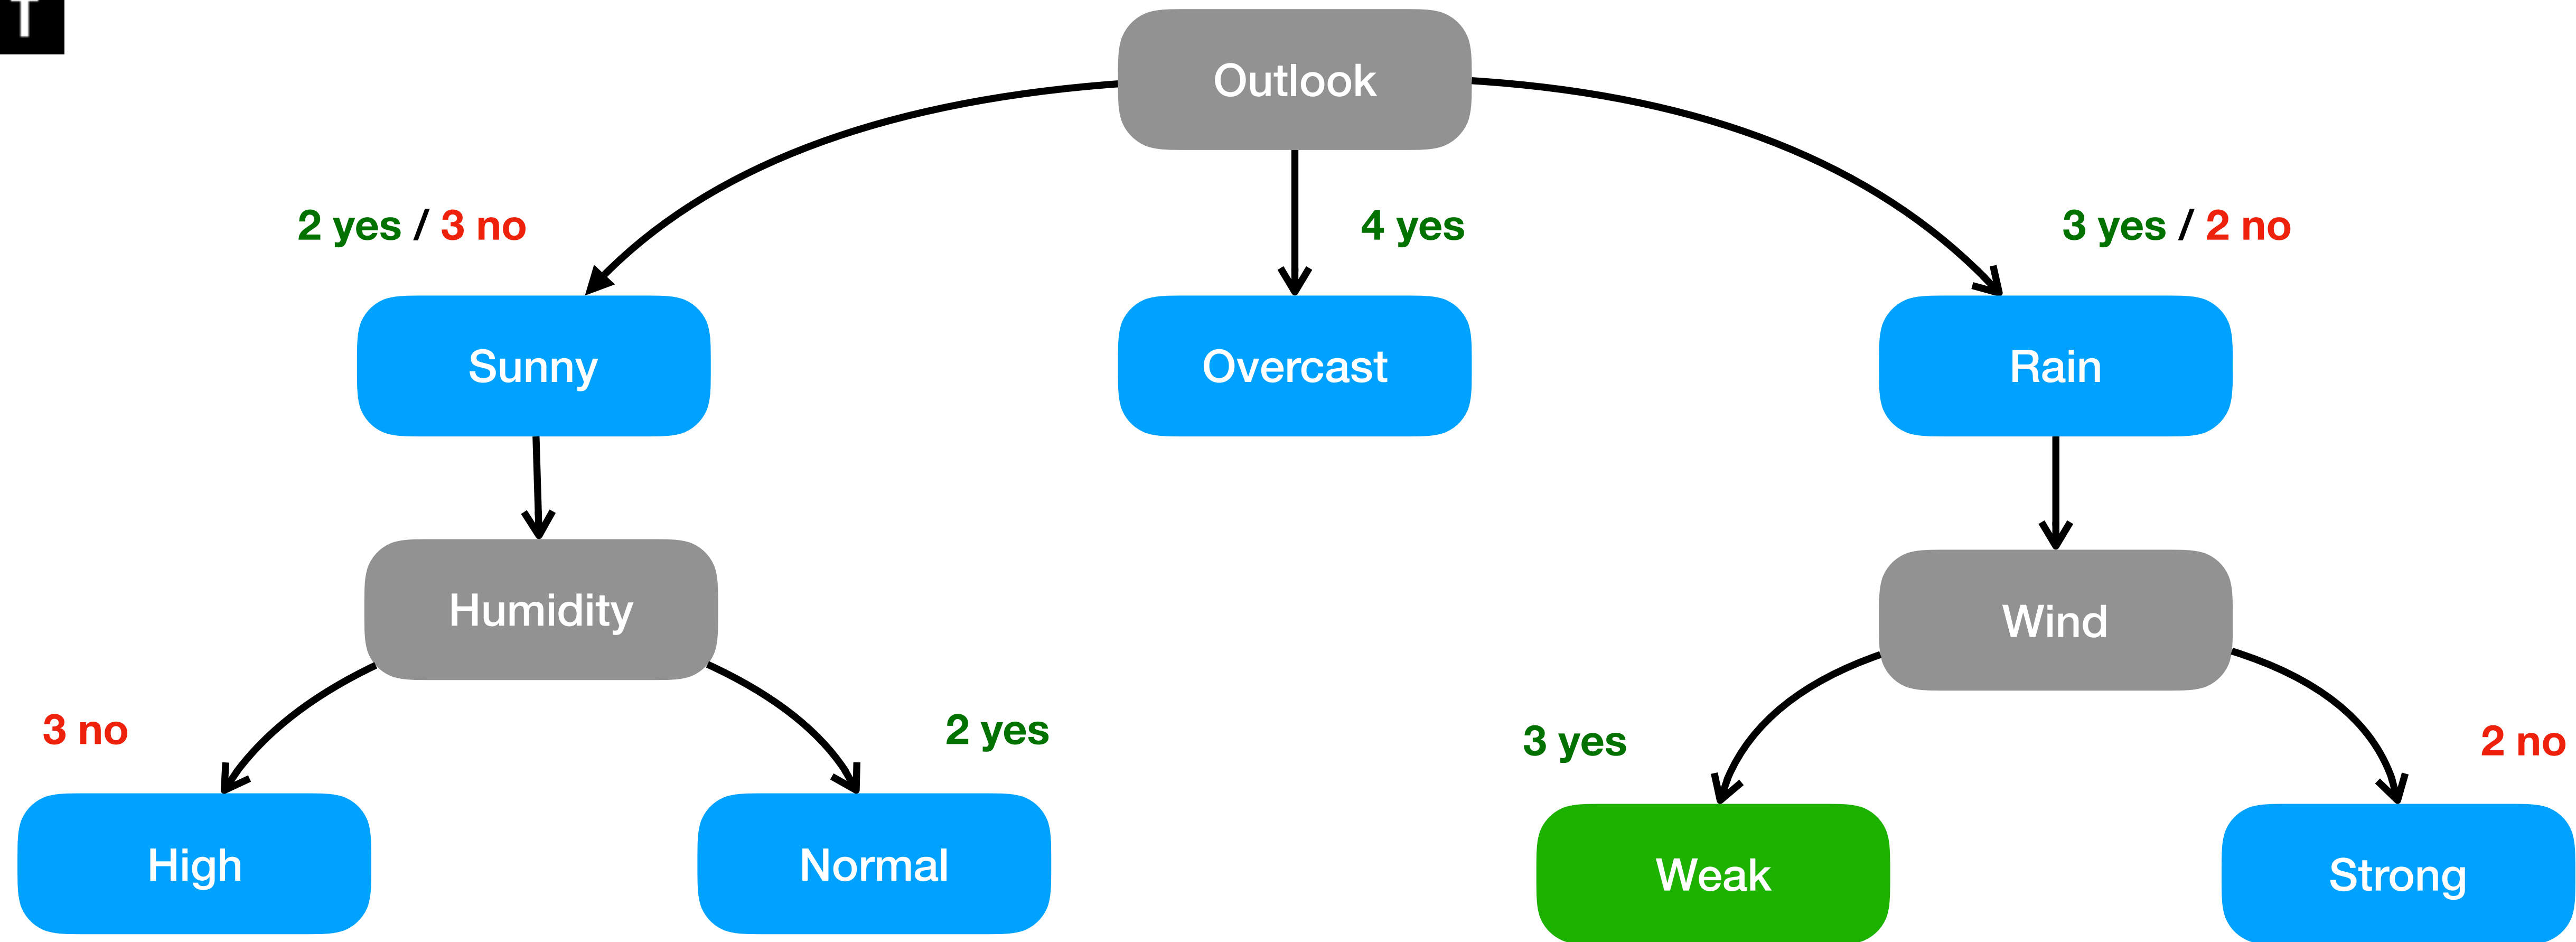 T
Outlook
2 yes / 3 no
4 yes
3 yes / 2 no
Sunny
Overcast
Rain
Humidity
Wind
3 no
2 yes
3 yes
2 no
High
Normal
Weak
Strong